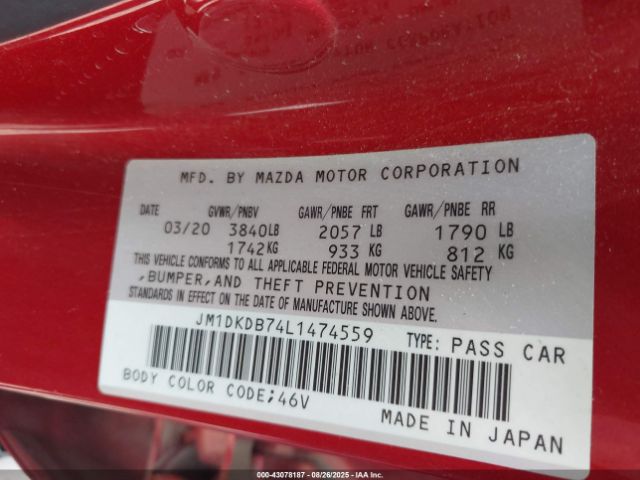 MFD. BY MAZDA MOTOR CORPORATION
DATE GVWR/PNBV GAWR/PNBE FRT GAWR/PNBE RR
03/20 3840LB 2057 LB 1790 LB
1742KG 933 KG 812 KG
THIS VEHICLE CONFORMS TO ALL APPLICABLE FEDERAL MOTOR VEHICLE SAFETY
,BUMPER,AND THEFT PREVENTION
STANDARDS IN EFFECT ON THE DATE OF MANUFACTURE SHOWN ABOVE.
JM1DKDB74L1474559 TYPE: PASS CAR
BODY COLOR CODE;46V
MADE IN JAPAN
000-43078187 - 08/26/2025 - IAAI.COM